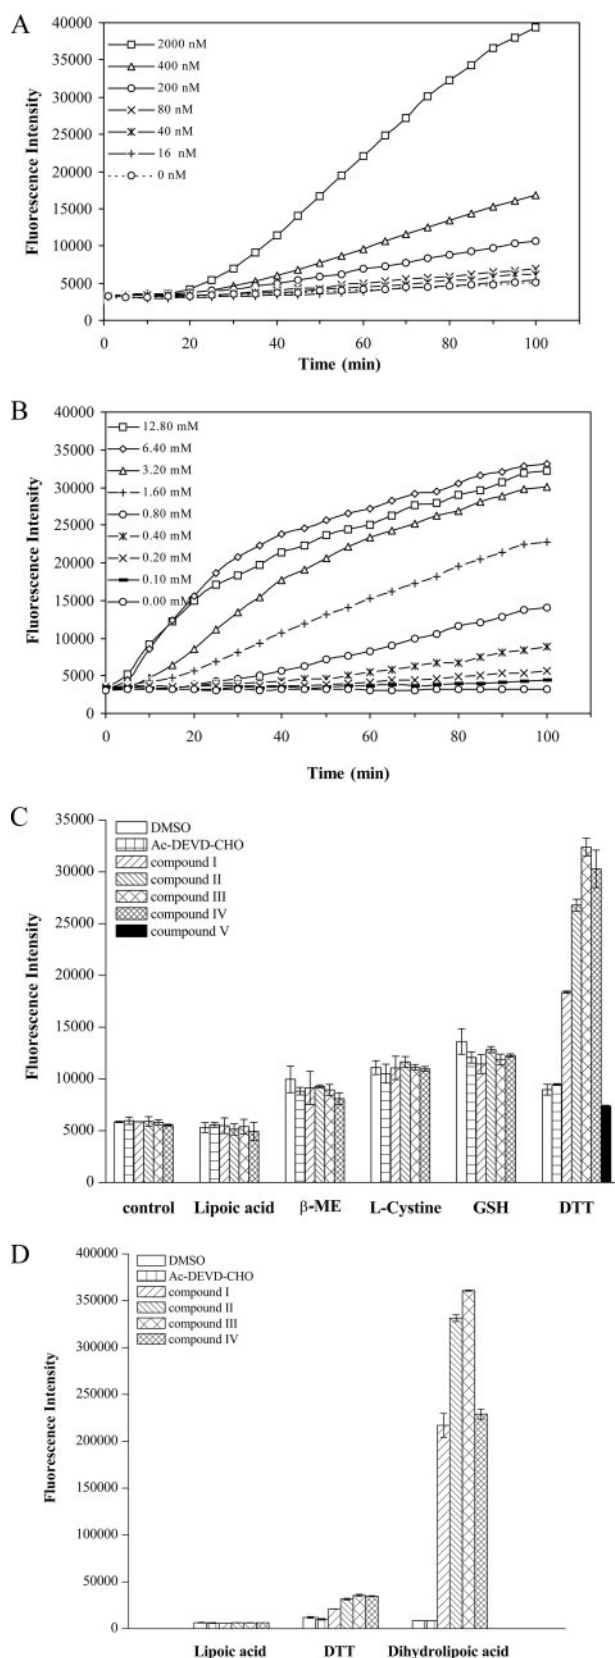 A
40000
35000
30000
25000
20000
15000
10000
5000
0
Fluorescence Intensity
2000 nM
400 nM
200 nM
80 nM
40 nM
16 nM
0 nM
0
20
40
60
80
100
Time (min)
B
40000
35000
30000
25000
20000
15000
10000
5000
0
Fluorescence Intensity
12.80 mM
6.40 mM
3.20 mM
1.60 mM
0.80 mM
0.40 mM
0.20 mM
0.10 mM
0.00 mM
0
20
40
60
80
100
Time (min)
C
35000
30000
25000
20000
15000
10000
5000
0
Fluorescence Intensity
DMSO
Ac-DEVD-CHO
compound I
compound II
compound III
compound IV
coumpound V
control
Lipoic acid
β-ME
L-Cystine
GSH
DTT
D
400000
350000
300000
250000
200000
150000
100000
50000
0
Fluorescence Intensity
DMSO
Ac-DEVD-CHO
compound I
compound II
compound III
compound IV
Lipoic acid
DTT
Dihydrolipoic acid